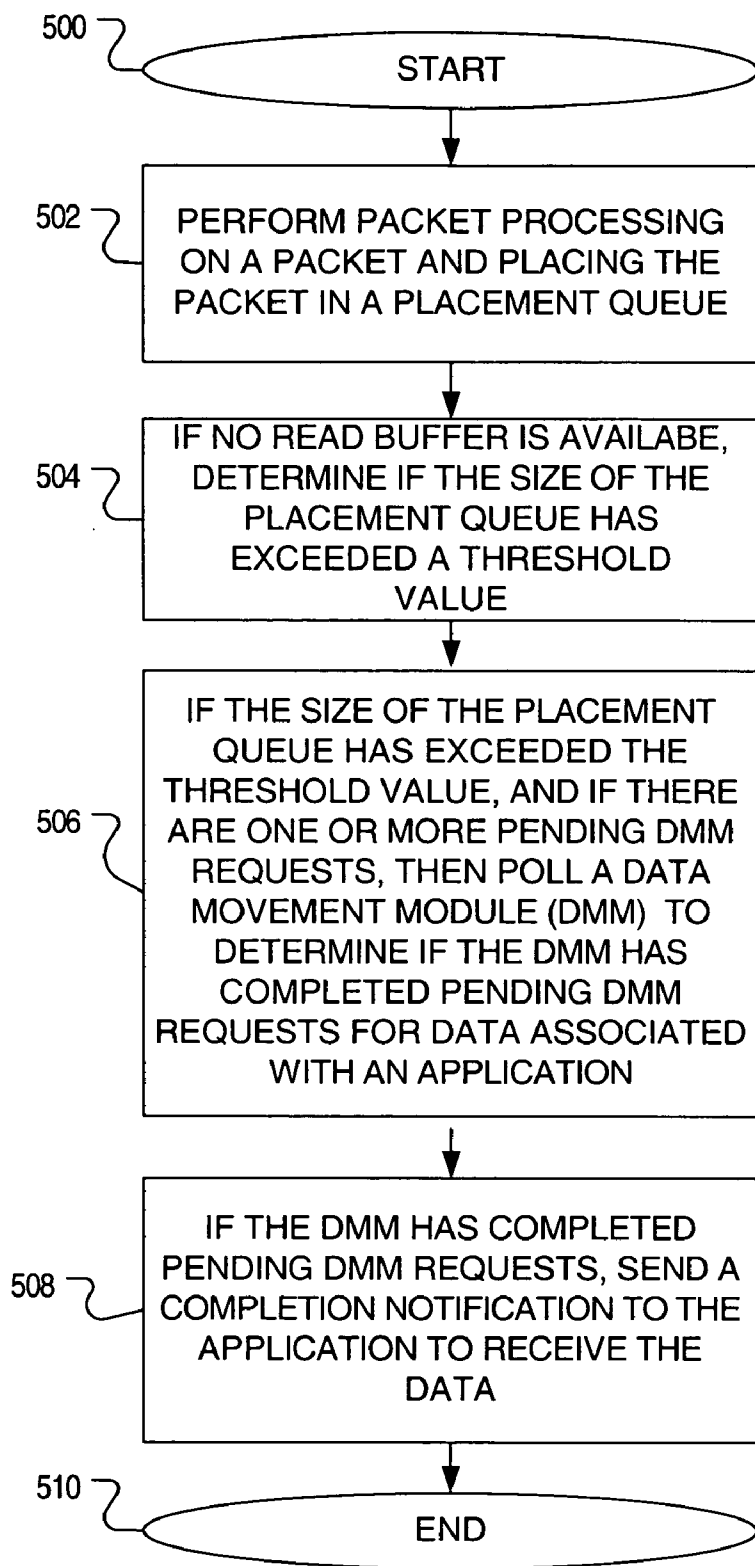 500
START
502
PERFORM PACKET PROCESSING
ON A PACKET AND PLACING THE
PACKET IN A PLACEMENT QUEUE
504
IF NO READ BUFFER IS AVAILABE,
DETERMINE IF THE SIZE OF THE
PLACEMENT QUEUE HAS
EXCEEDED A THRESHOLD
VALUE
506
IF THE SIZE OF THE PLACEMENT
QUEUE HAS EXCEEDED THE
THRESHOLD VALUE, AND IF THERE
ARE ONE OR MORE PENDING DMM
REQUESTS, THEN POLL A DATA
MOVEMENT MODULE (DMM) TO
DETERMINE IF THE DMM HAS
COMPLETED PENDING DMM
REQUESTS FOR DATA ASSOCIATED
WITH AN APPLICATION
508
IF THE DMM HAS COMPLETED
PENDING DMM REQUESTS, SEND A
COMPLETION NOTIFICATION TO THE
APPLICATION TO RECEIVE THE
DATA
510
END